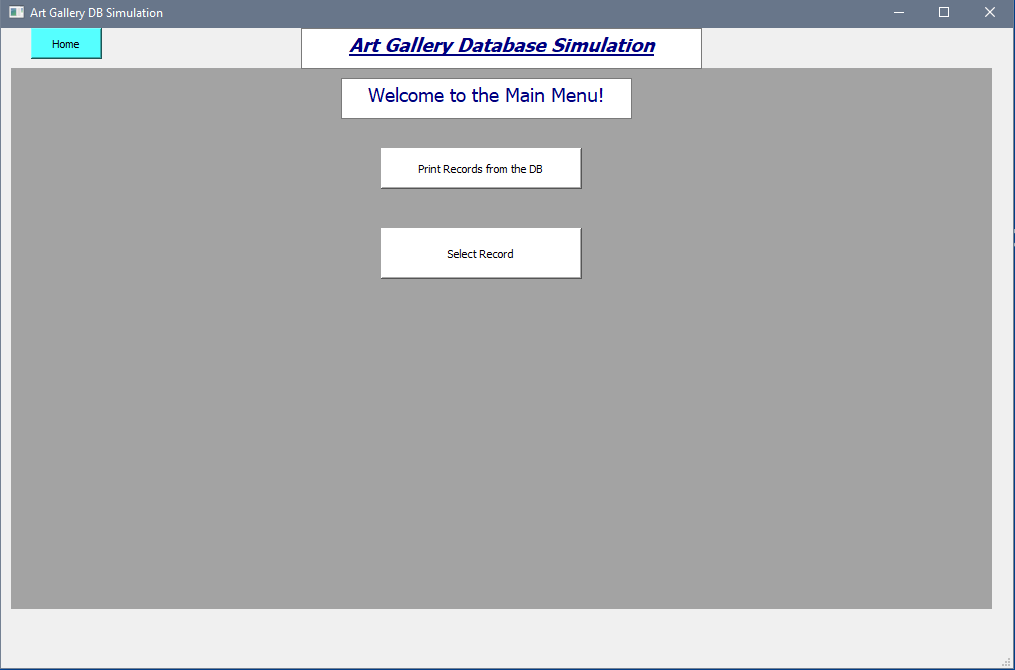 Art Gallery DB Simulation
Home
Art Gallery Database Simulation
Welcome to the Main Menu!
Print Records from the DB
Select Record